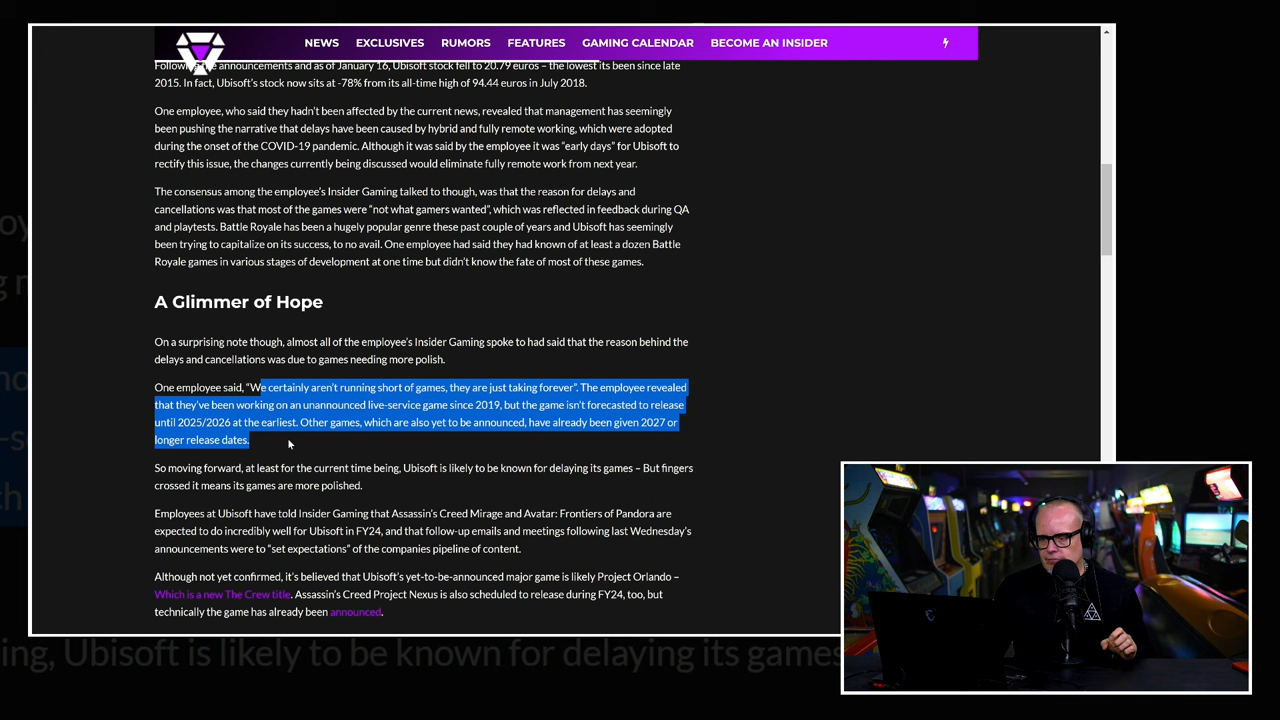 NEWS EXCLUSIVES RUMORS FEATURES GAMING CALENDAR BECOME AN INSIDER
Following the announcements and as of January 16, Ubisoft stock fell to 20.79 euros – the lowest its been since late
2015. In fact, Ubisoft's stock now sits at -78% from its all-time high of 94.44 euros in July 2018.
One employee, who said they hadn't been affected by the current news, revealed that management has seemingly
been pushing the narrative that delays have been caused by hybrid and fully remote working, which were adopted
during the onset of the COVID-19 pandemic. Although it was said by the employee it was “early days” for Ubisoft to
rectify this issue, the changes currently being discussed would eliminate fully remote work from next year.
The consensus among the employee's Insider Gaming talked to though, was that the reason for delays and
cancellations was that most of the games were “not what gamers wanted”, which was reflected in feedback during QA
and playtests. Battle Royale has been a hugely popular genre these past couple of years and Ubisoft has seemingly
been trying to capitalize on its success, to no avail. One employee had said they had known of at least a dozen Battle
Royale games in various stages of development at one time but didn't know the fate of most of these games.
A Glimmer of Hope
On a surprising note though, almost all of the employee's Insider Gaming spoke to had said that the reason behind the
delays and cancellations was due to games needing more polish.
One employee said, “We certainly aren't running short of games, they are just taking forever”. The employee revealed
that they've been working on an unannounced live-service game since 2019, but the game isn't forecasted to release
until 2025/2026 at the earliest. Other games, which are also yet to be announced, have already been given 2027 or
longer release dates.
So moving forward, at least for the current time being, Ubisoft is likely to be known for delaying its games – But fingers
crossed it means its games are more polished.
Employees at Ubisoft have told Insider Gaming that Assassin's Creed Mirage and Avatar: Frontiers of Pandora are
expected to do incredibly well for Ubisoft in FY24, and that follow-up emails and meetings following last Wednesday's
announcements were to “set expectations” of the companies pipeline of content.
Although not yet confirmed, it's believed that Ubisoft's yet-to-be-announced major game is likely Project Orlando –
Which is a new The Crew title. Assassin's Creed Project Nexus is also scheduled to release during FY24, too, but
technically the game has already been announced.
ing, Ubisoft is likely to be known for delaying its games